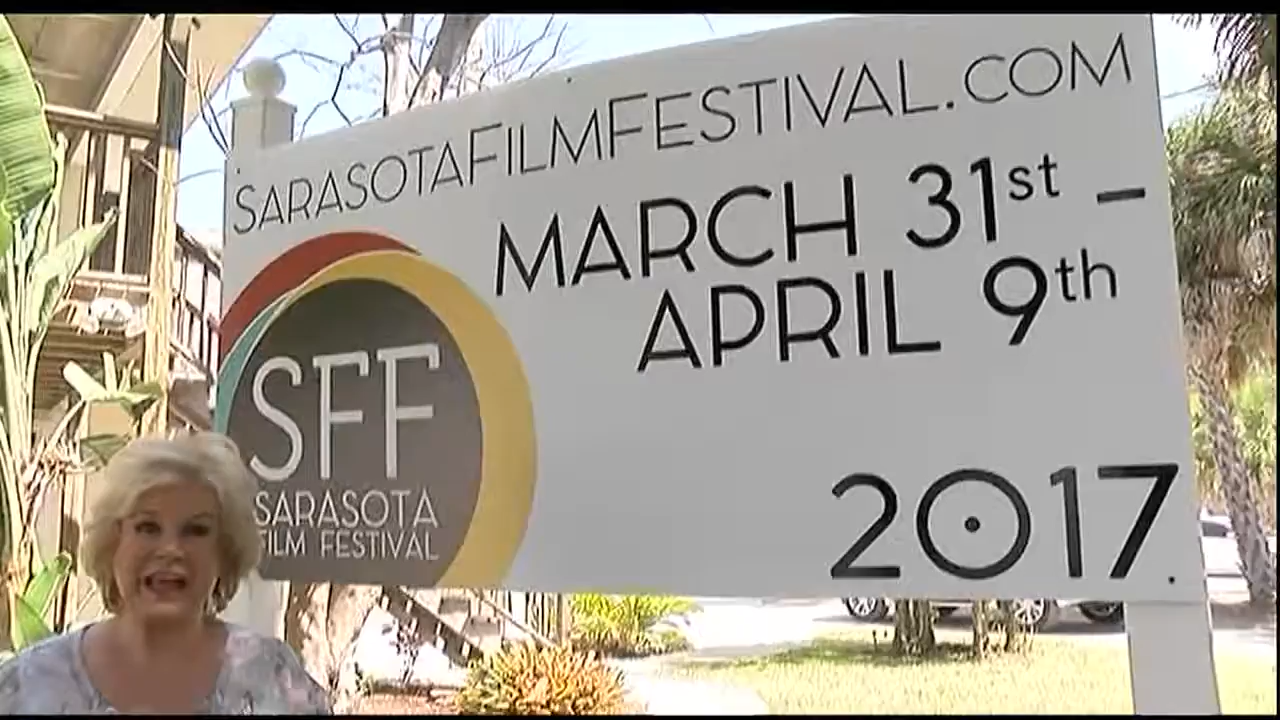 SARASOTAFILMFESTIVAL.COM
MARCH 31st –
APRIL 9th
2017.
SFF
SARASOTA
FILM FESTIVAL